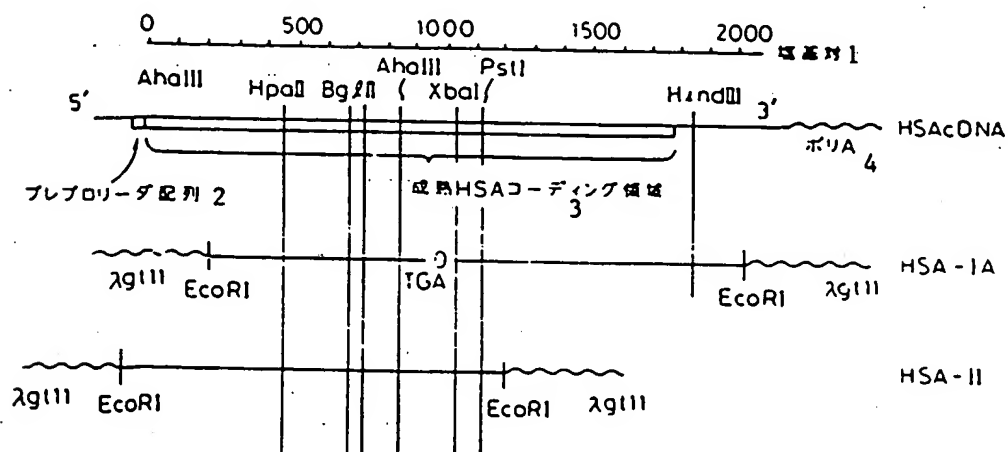 0 500 1000 1500 2000 塩基対1
AhaIII HpaII BglII AhaIII XbaI PstI HindIII
5' 3' HSAcDNA
ポリA 4
プレプロリーダ配列 2 成熟HSAコーディング領域 3
TGA HSA-IA
λgt11 EcoRI EcoRI λgt11
HSA-II
λgt11 EcoRI EcoRI λgt11